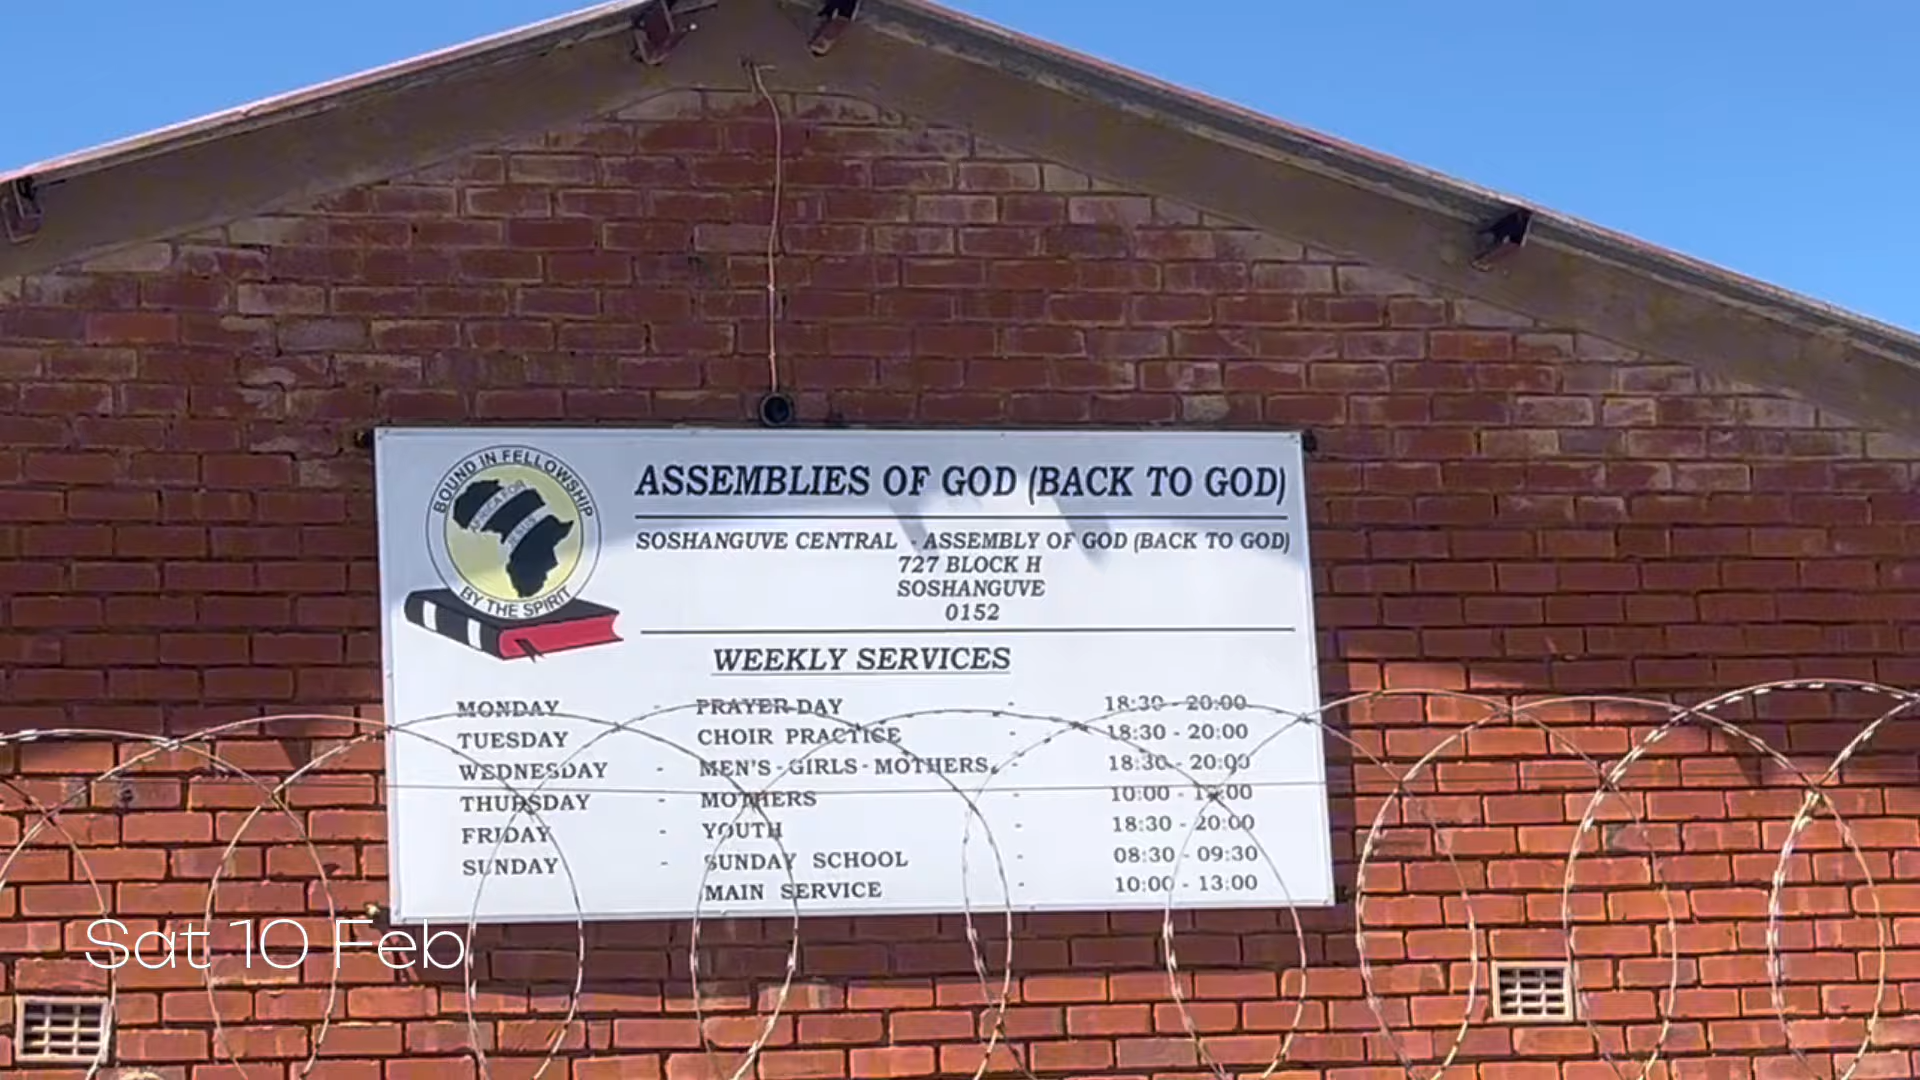 BOUND IN FELLOWSHIP
AFRICA FOR
JESUS
BY THE SPIRIT
ASSEMBLIES OF GOD (BACK TO GOD)
SOSHANGUVE CENTRAL - ASSEMBLY OF GOD (BACK TO GOD)
727 BLOCK H
SOSHANGUVE
0152
WEEKLY SERVICES
MONDAY - PRAYER DAY - 18:30 - 20:00
TUESDAY CHOIR PRACTICE - 18:30 - 20:00
WEDNESDAY - MEN'S - GIRLS - MOTHERS - 18:30 - 20:00
THURSDAY - MOTHERS - 10:00 -
FRIDAY - YOUTH - 18:30 - 20:00
SUNDAY - SUNDAY SCHOOL - 08:30 - 09:30
MAIN SERVICE - 10:00 - 13:00
Sat 10 Feb